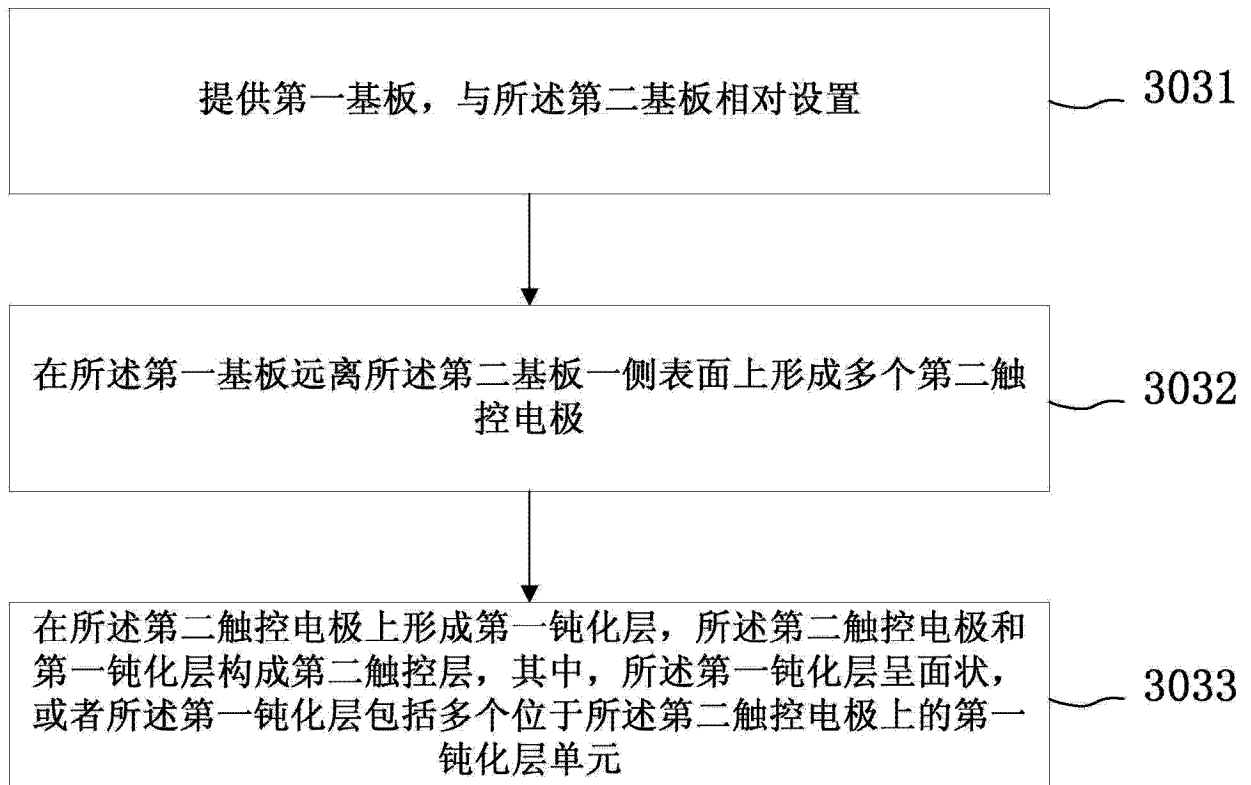 提供第一基板，与所述第二基板相对设置
3031
在所述第一基板远离所述第二基板一侧表面上形成多个第二触
控电极
3032
在所述第二触控电极上形成第一钝化层，所述第二触控电极和
第一钝化层构成第二触控层，其中，所述第一钝化层呈面状，
或者所述第一钝化层包括多个位于所述第二触控电极上的第一
钝化层单元
3033